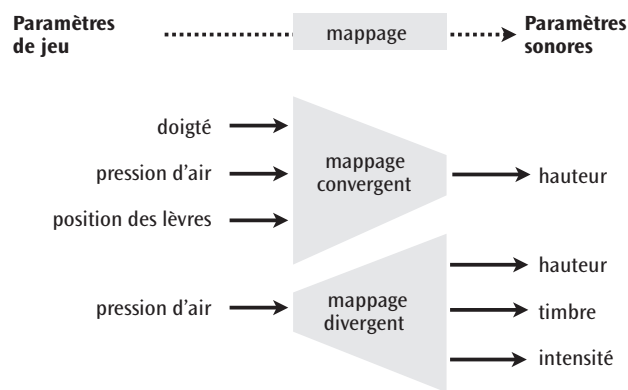 Paramètres
de jeu
mappage
Paramètres
sonores
doigté
pression d’air
position des lèvres
mappage
convergent
hauteur
pression d’air
mappage
divergent
hauteur
timbre
intensité